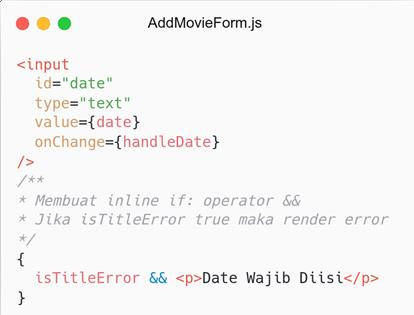 AddMovieForm.js
<input
id="date"
type="text"
value={date}
onChange={handleDate}
/>
/**
* Membuat inline if: operator &&
* Jika isTitleError true maka render error
*/
{
isTitleError && <p>Date Wajib Diisi</p>
}